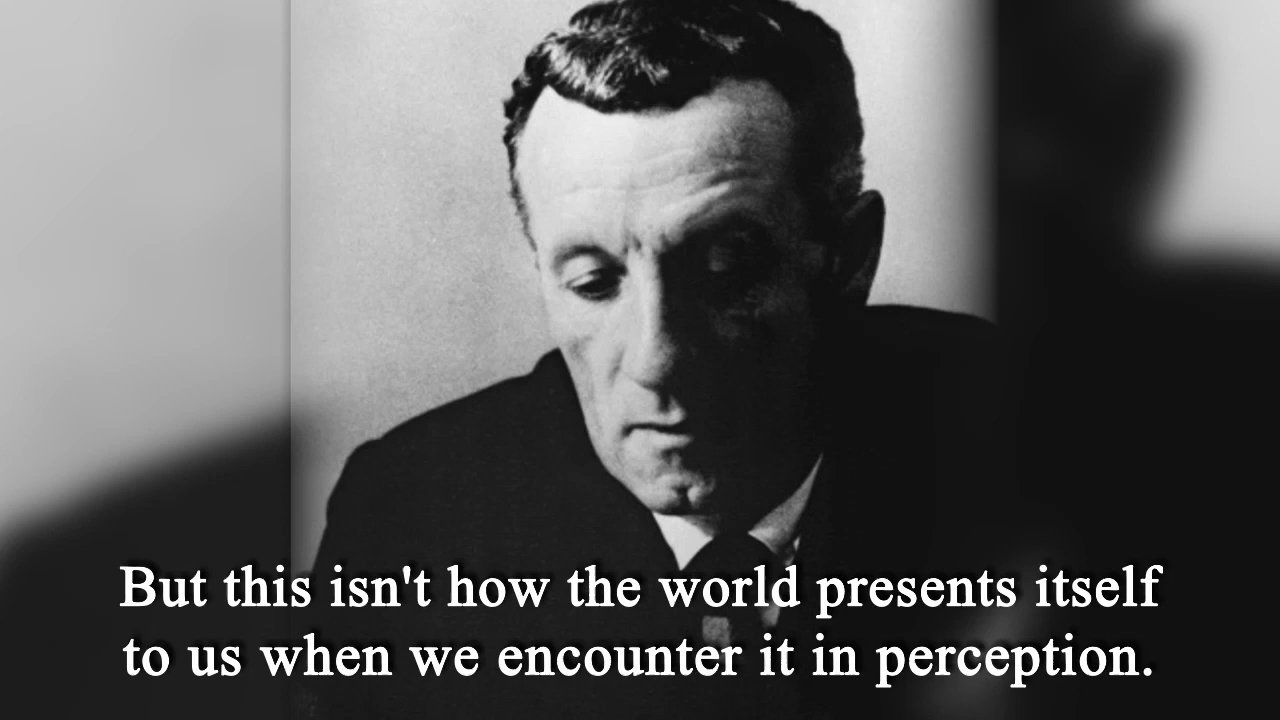 But this isn't how the world presents itself
to us when we encounter it in perception.